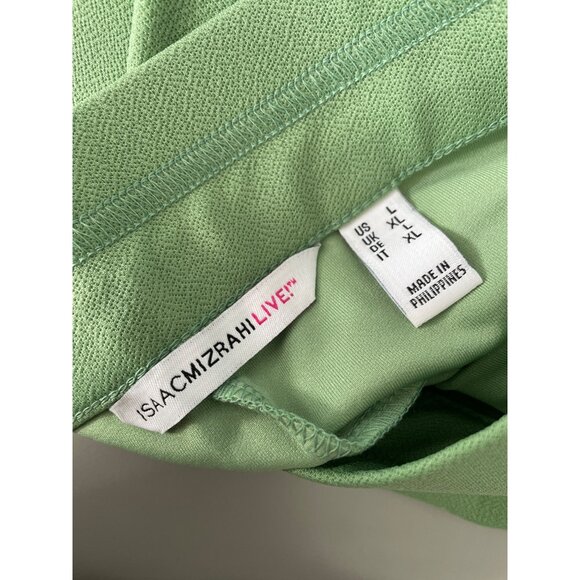 ISAACMIZRAHILIVE!™
US L
UK XL
DE L
IT XL
MADE IN
PHILIPPINES